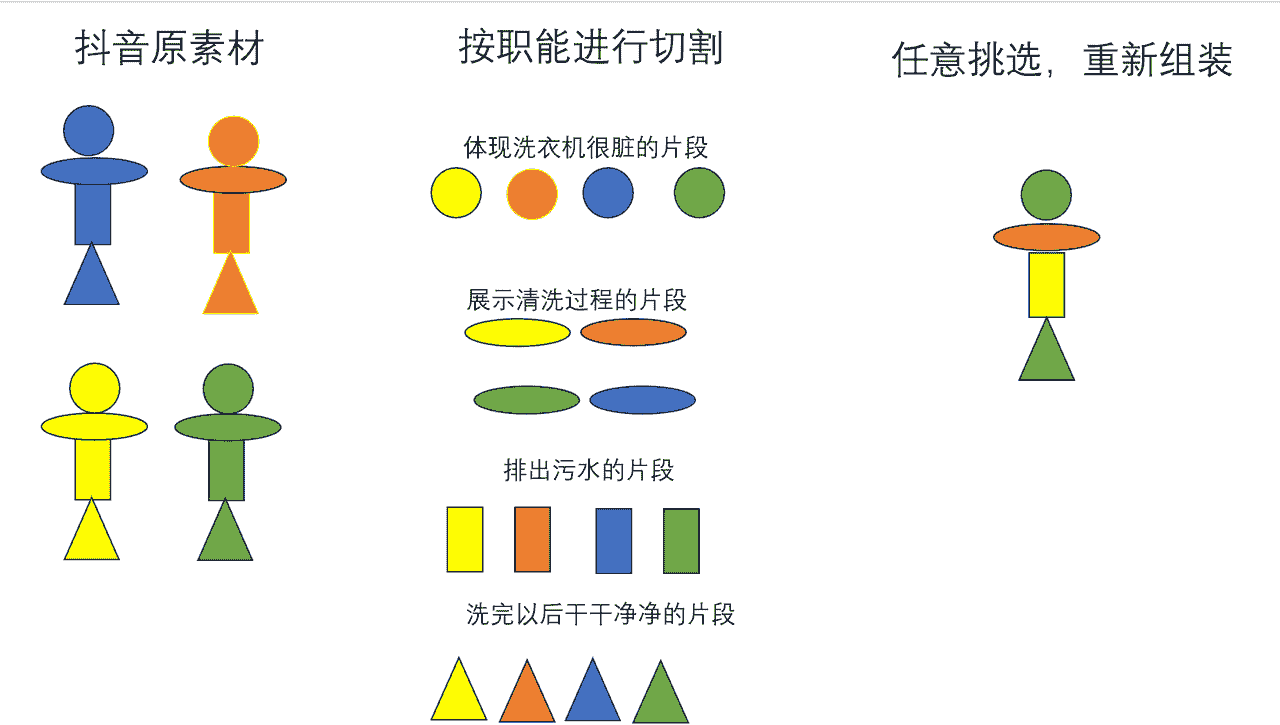 抖音原素材
按职能进行切割
任意挑选，重新组装
体现洗衣机很脏的片段
展示清洗过程的片段
排出污水的片段
洗完以后干干净净的片段